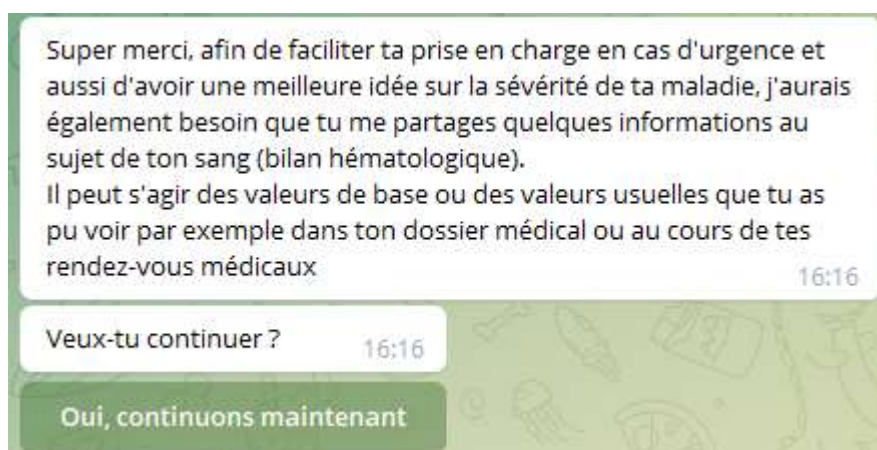 Super merci, afin de faciliter ta prise en charge en cas d'urgence et
aussi d'avoir une meilleure idée sur la sévérité de ta maladie, j'aurais
également besoin que tu me partages quelques informations au
sujet de ton sang (bilan hématologique).
Il peut s'agir des valeurs de base ou des valeurs usuelles que tu as
pu voir par exemple dans ton dossier médical ou au cours de tes
rendez-vous médicaux
16:16
Veux-tu continuer ?
16:16
Oui, continuons maintenant